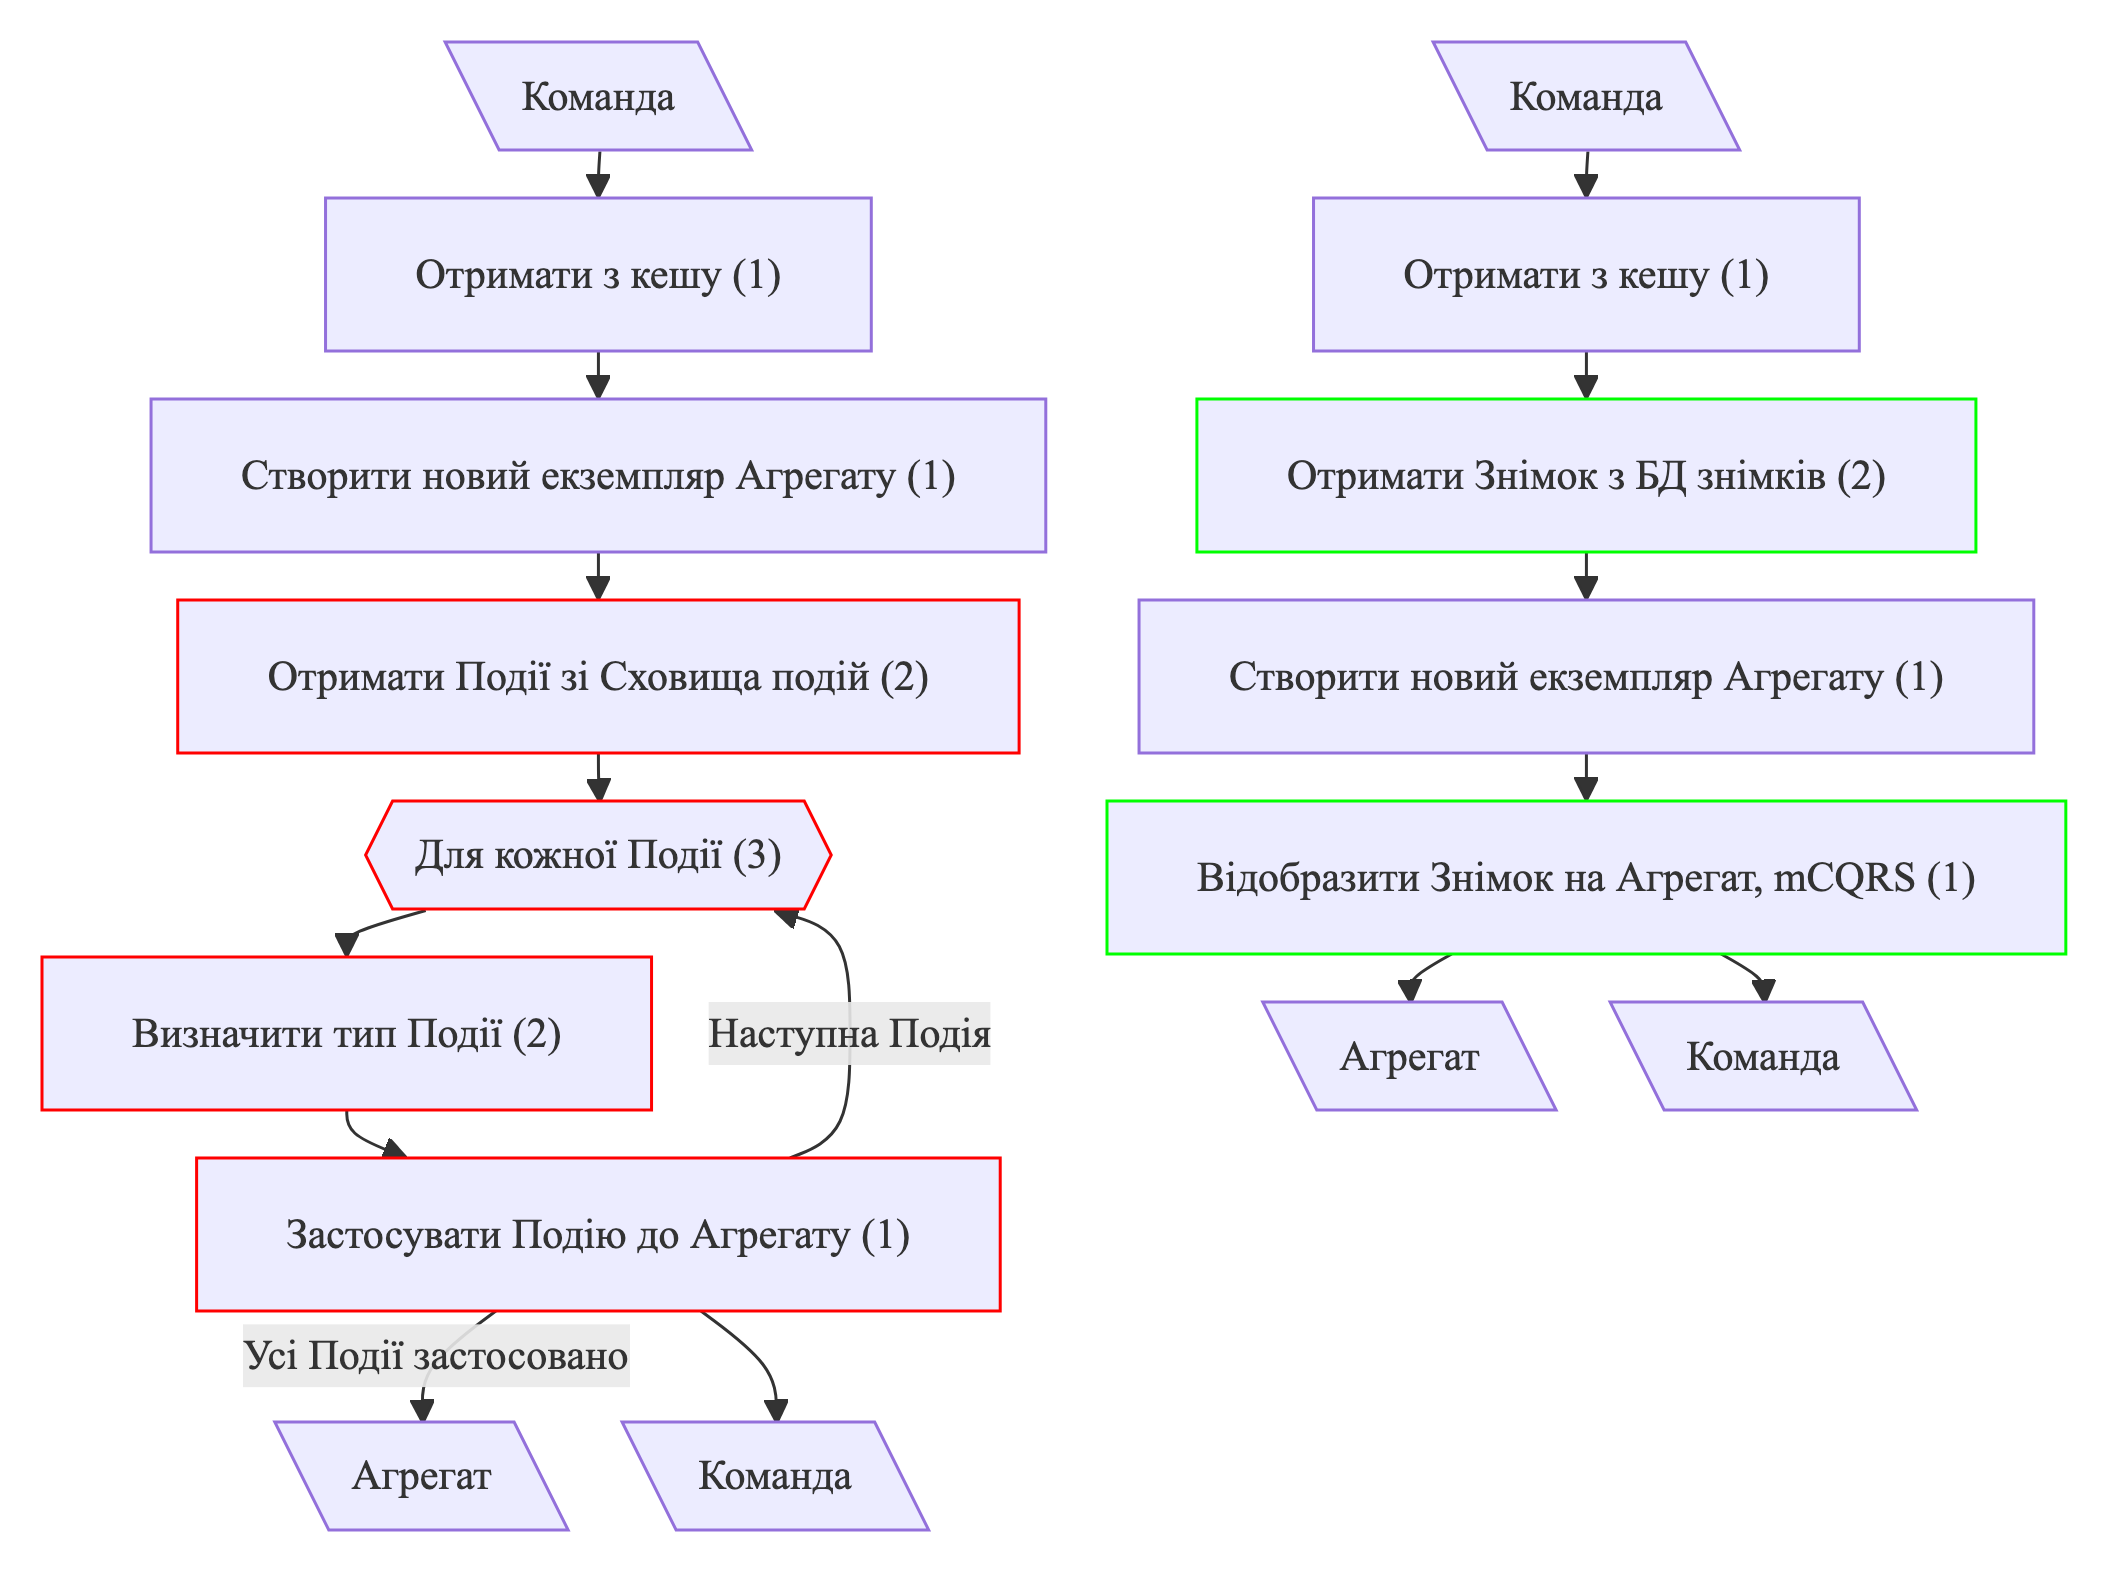 Команда
Отримати з кешу (1)
Створити новий екземпляр Агрегату (1)
Отримати Події зі Сховища подій (2)
Для кожної Події (3)
Визначити тип Події (2)
Наступна Подія
Застосувати Подію до Агрегату (1)
Усі Події застосовано
Агрегат
Команда
Команда
Отримати з кешу (1)
Отримати Знімок з БД знімків (2)
Створити новий екземпляр Агрегату (1)
Відобразити Знімок на Агрегат, mCQRS (1)
Агрегат
Команда